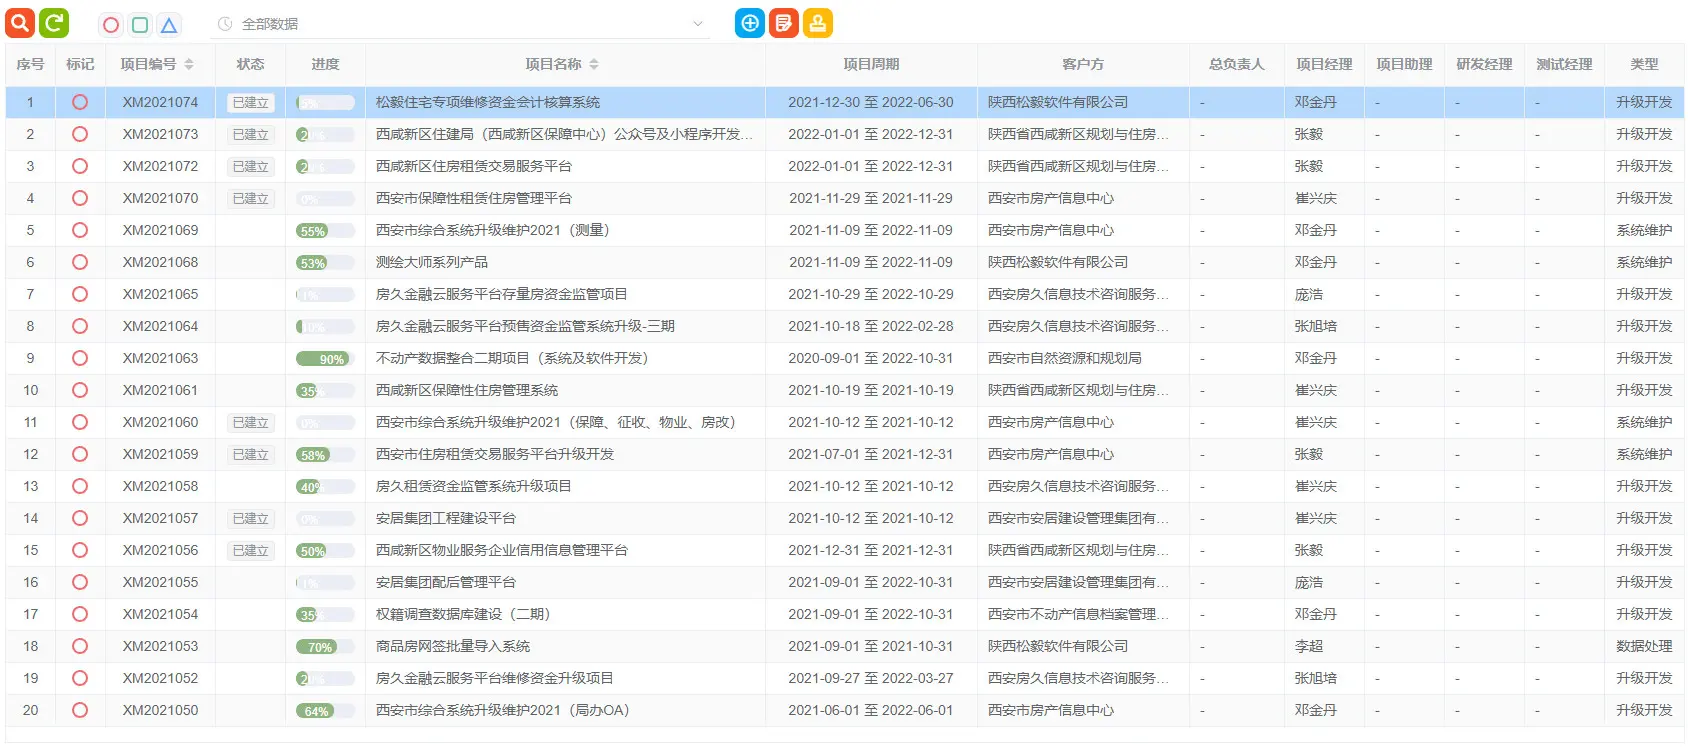 全部数据
序号 标记 项目编号 状态 进度 项目名称 项目周期 客户方 总负责人 项目经理 项目助理 研发经理 测试经理 类型
1 XM2021074 已建立 松毅住宅专项维修资金会计核算系统 2021-12-30 至 2022-06-30 陕西松毅软件有限公司 - 邓金丹 - - - 升级开发
2 XM2021073 已建立 西咸新区住建局（西咸新区保障中心）公众号及小程序开发... 2022-01-01 至 2022-12-31 陕西省西咸新区规划与住房... - 张毅 - - - 升级开发
3 XM2021072 已建立 西咸新区住房租赁交易服务平台 2022-01-01 至 2022-12-31 陕西省西咸新区规划与住房... - 张毅 - - - 升级开发
4 XM2021070 已建立 0% 西安市保障性租赁住房管理平台 2021-11-29 至 2021-11-29 西安市房产信息中心 - 崔兴庆 - - - 升级开发
5 XM2021069 55% 西安市综合系统升级维护2021（测量） 2021-11-09 至 2022-11-09 西安市房产信息中心 - 邓金丹 - - - 系统维护
6 XM2021068 53% 测绘大师系列产品 2021-11-09 至 2022-11-09 陕西松毅软件有限公司 - 邓金丹 - - - 系统维护
7 XM2021065 1% 房久金融云服务平台存量房资金监管项目 2021-10-29 至 2022-10-29 西安房久信息技术咨询服务... - 庞浩 - - - 升级开发
8 XM2021064 10% 房久金融云服务平台预售资金监管系统升级-三期 2021-10-18 至 2022-02-28 西安房久信息技术咨询服务... - 张旭培 - - - 升级开发
9 XM2021063 90% 不动产数据整合二期项目（系统及软件开发） 2020-09-01 至 2022-10-31 西安市自然资源和规划局 - 邓金丹 - - - 升级开发
10 XM2021061 35% 西咸新区保障性住房管理系统 2021-10-19 至 2021-10-19 陕西省西咸新区规划与住房... - 崔兴庆 - - - 升级开发
11 XM2021060 已建立 0% 西安市综合系统升级维护2021（保障、征收、物业、房改） 2021-10-12 至 2021-10-12 西安市房产信息中心 - 崔兴庆 - - - 系统维护
12 XM2021059 已建立 58% 西安市住房租赁交易服务平台升级开发 2021-07-01 至 2021-12-31 西安市房产信息中心 - 张毅 - - - 系统维护
13 XM2021058 40% 房久租赁资金监管系统升级项目 2021-10-12 至 2021-10-12 西安房久信息技术咨询服务... - 崔兴庆 - - - 升级开发
14 XM2021057 已建立 0% 安居集团工程建设平台 2021-10-12 至 2021-10-12 西安市安居建设管理集团有... - 崔兴庆 - - - 升级开发
15 XM2021056 已建立 50% 西咸新区物业服务企业信用信息管理平台 2021-12-31 至 2021-12-31 陕西省西咸新区规划与住房... - 张毅 - - - 升级开发
16 XM2021055 1% 安居集团配后管理平台 2021-09-01 至 2022-10-31 西安市安居建设管理集团有... - 庞浩 - - - 升级开发
17 XM2021054 35% 权籍调查数据库建设（二期） 2021-09-01 至 2022-10-31 西安市不动产信息档案管理... - 邓金丹 - - - 升级开发
18 XM2021053 70% 商品房网签批量导入系统 2021-09-01 至 2021-10-31 陕西松毅软件有限公司 - 李超 - - - 数据处理
19 XM2021052 房久金融云服务平台维修资金升级项目 2021-09-27 至 2022-03-27 西安房久信息技术咨询服务... - 张旭培 - - - 升级开发
20 XM2021050 64% 西安市综合系统升级维护2021（局办OA） 2021-06-01 至 2022-06-01 西安市房产信息中心 - 邓金丹 - - - 升级开发